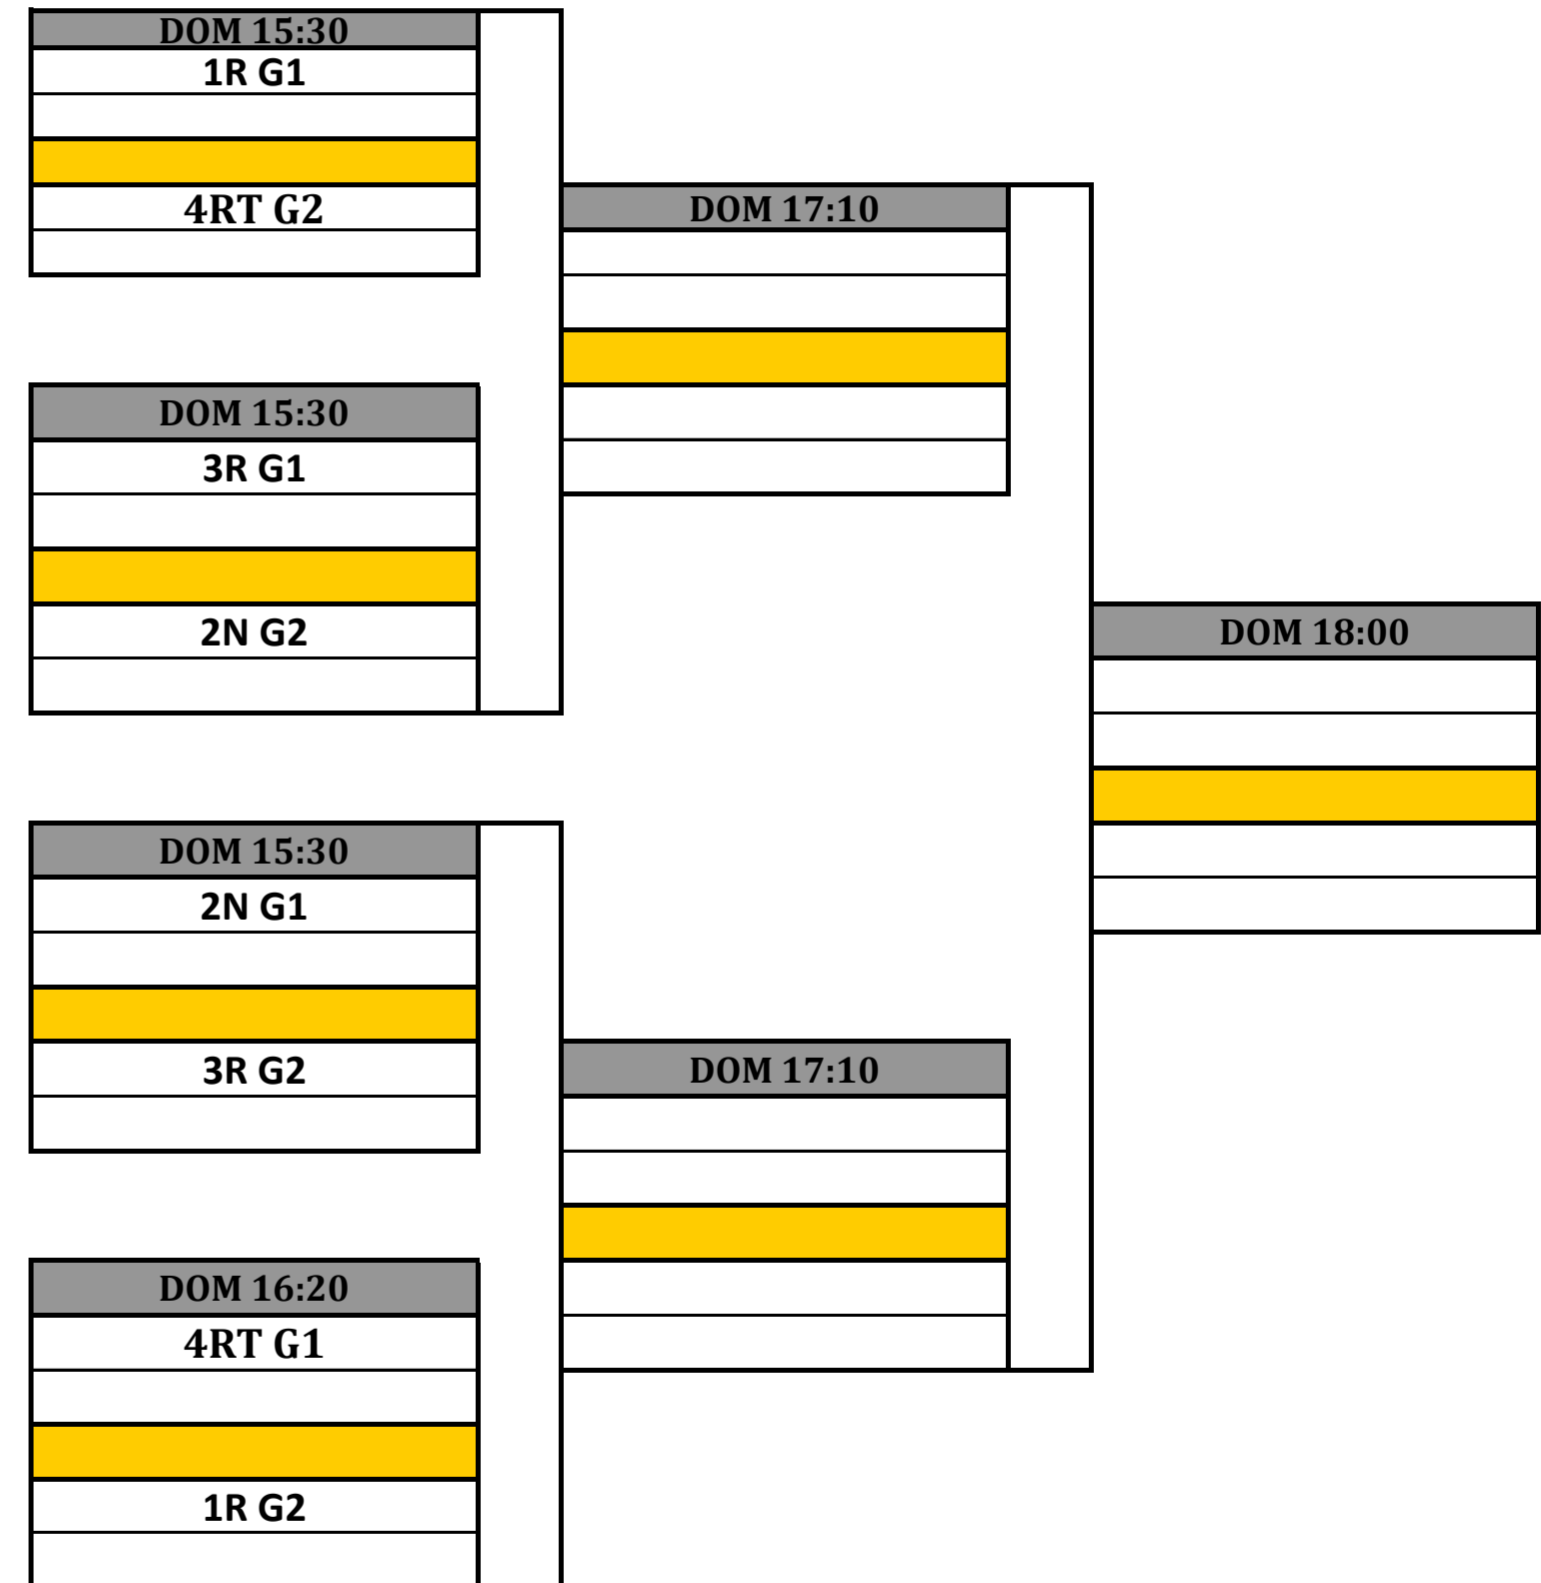 DOM 15:30
1R G1
4RT G2
DOM 17:10
DOM 15:30
3R G1
2N G2
DOM 18:00
DOM 15:30
2N G1
3R G2
DOM 17:10
DOM 16:20
4RT G1
1R G2